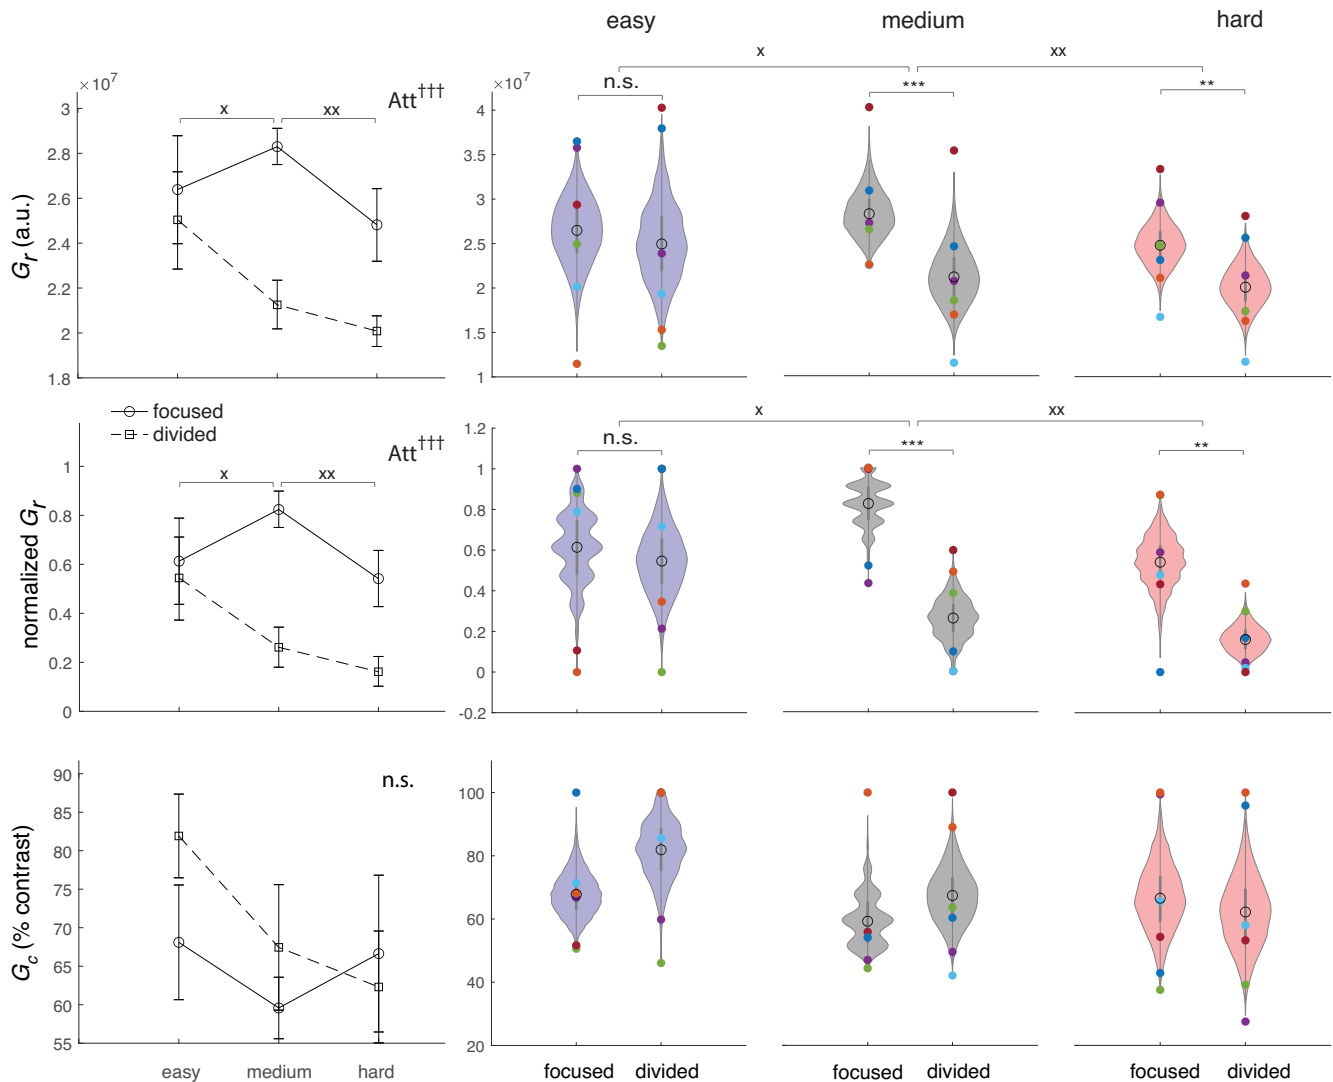 easy medium hard
x xx
×10⁷ Att††† ×10⁷ n.s. *** **
x xx
3
2.8
2.6
2.4
2.2
2
1.8
Gr (a.u.)
4
3.5
3
2.5
2
1.5
1
x xx
focused
divided
Att††† n.s. *** **
x xx
1
0.8
0.6
0.4
0.2
0
normalized Gr
1.2
1
0.8
0.6
0.4
0.2
0
-0.2
n.s.
90
85
80
75
70
65
60
55
Gc (% contrast)
100
80
60
40
20
easy medium hard
focused divided focused divided focused divided